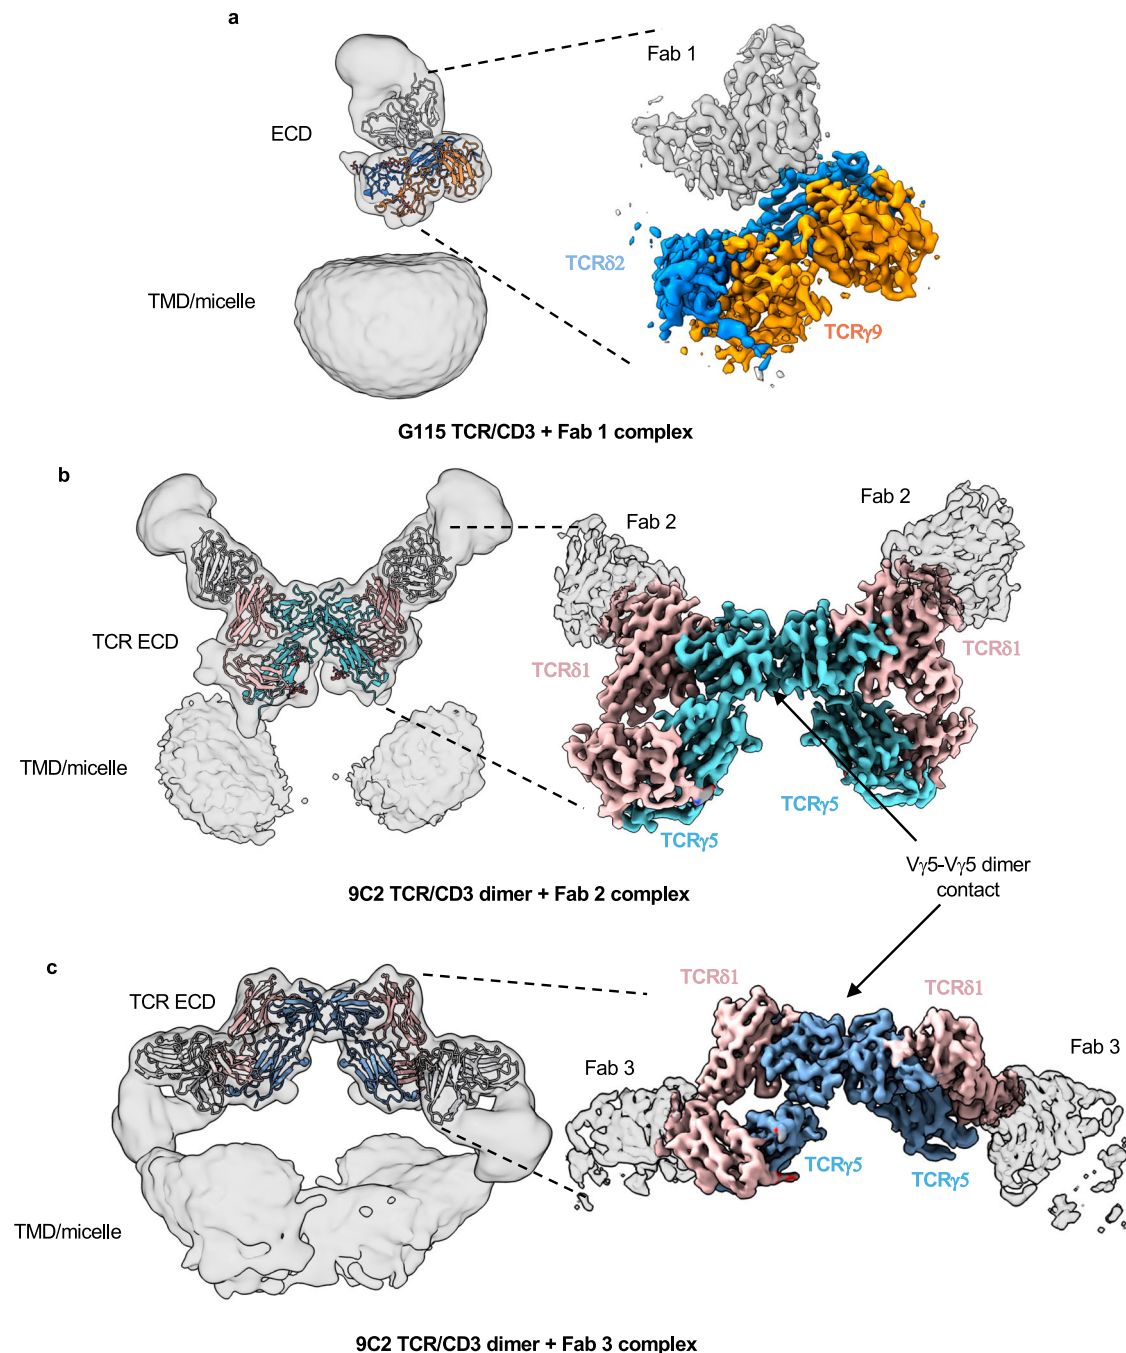 a
Fab 1
ECD
TCRδ2
TMD/micelle
TCRγ9
G115 TCR/CD3 + Fab 1 complex
b
Fab 2
Fab 2
TCR ECD
TCRδ1
TCRδ1
TMD/micelle
TCRγ5
TCRγ5
Vγ5-Vγ5 dimer
contact
9C2 TCR/CD3 dimer + Fab 2 complex
c
TCRδ1
TCRδ1
TCR ECD
Fab 3
Fab 3
TCRγ5
TCRγ5
TMD/micelle
9C2 TCR/CD3 dimer + Fab 3 complex